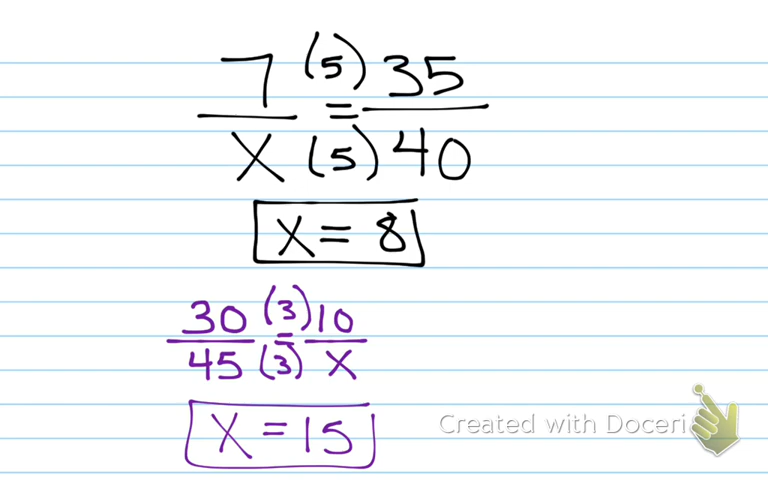 7 (5) 35
— = —
X (5) 40
X = 8
30 (3) 10
— = —
45 (3) X
X = 15
Created with Doceri